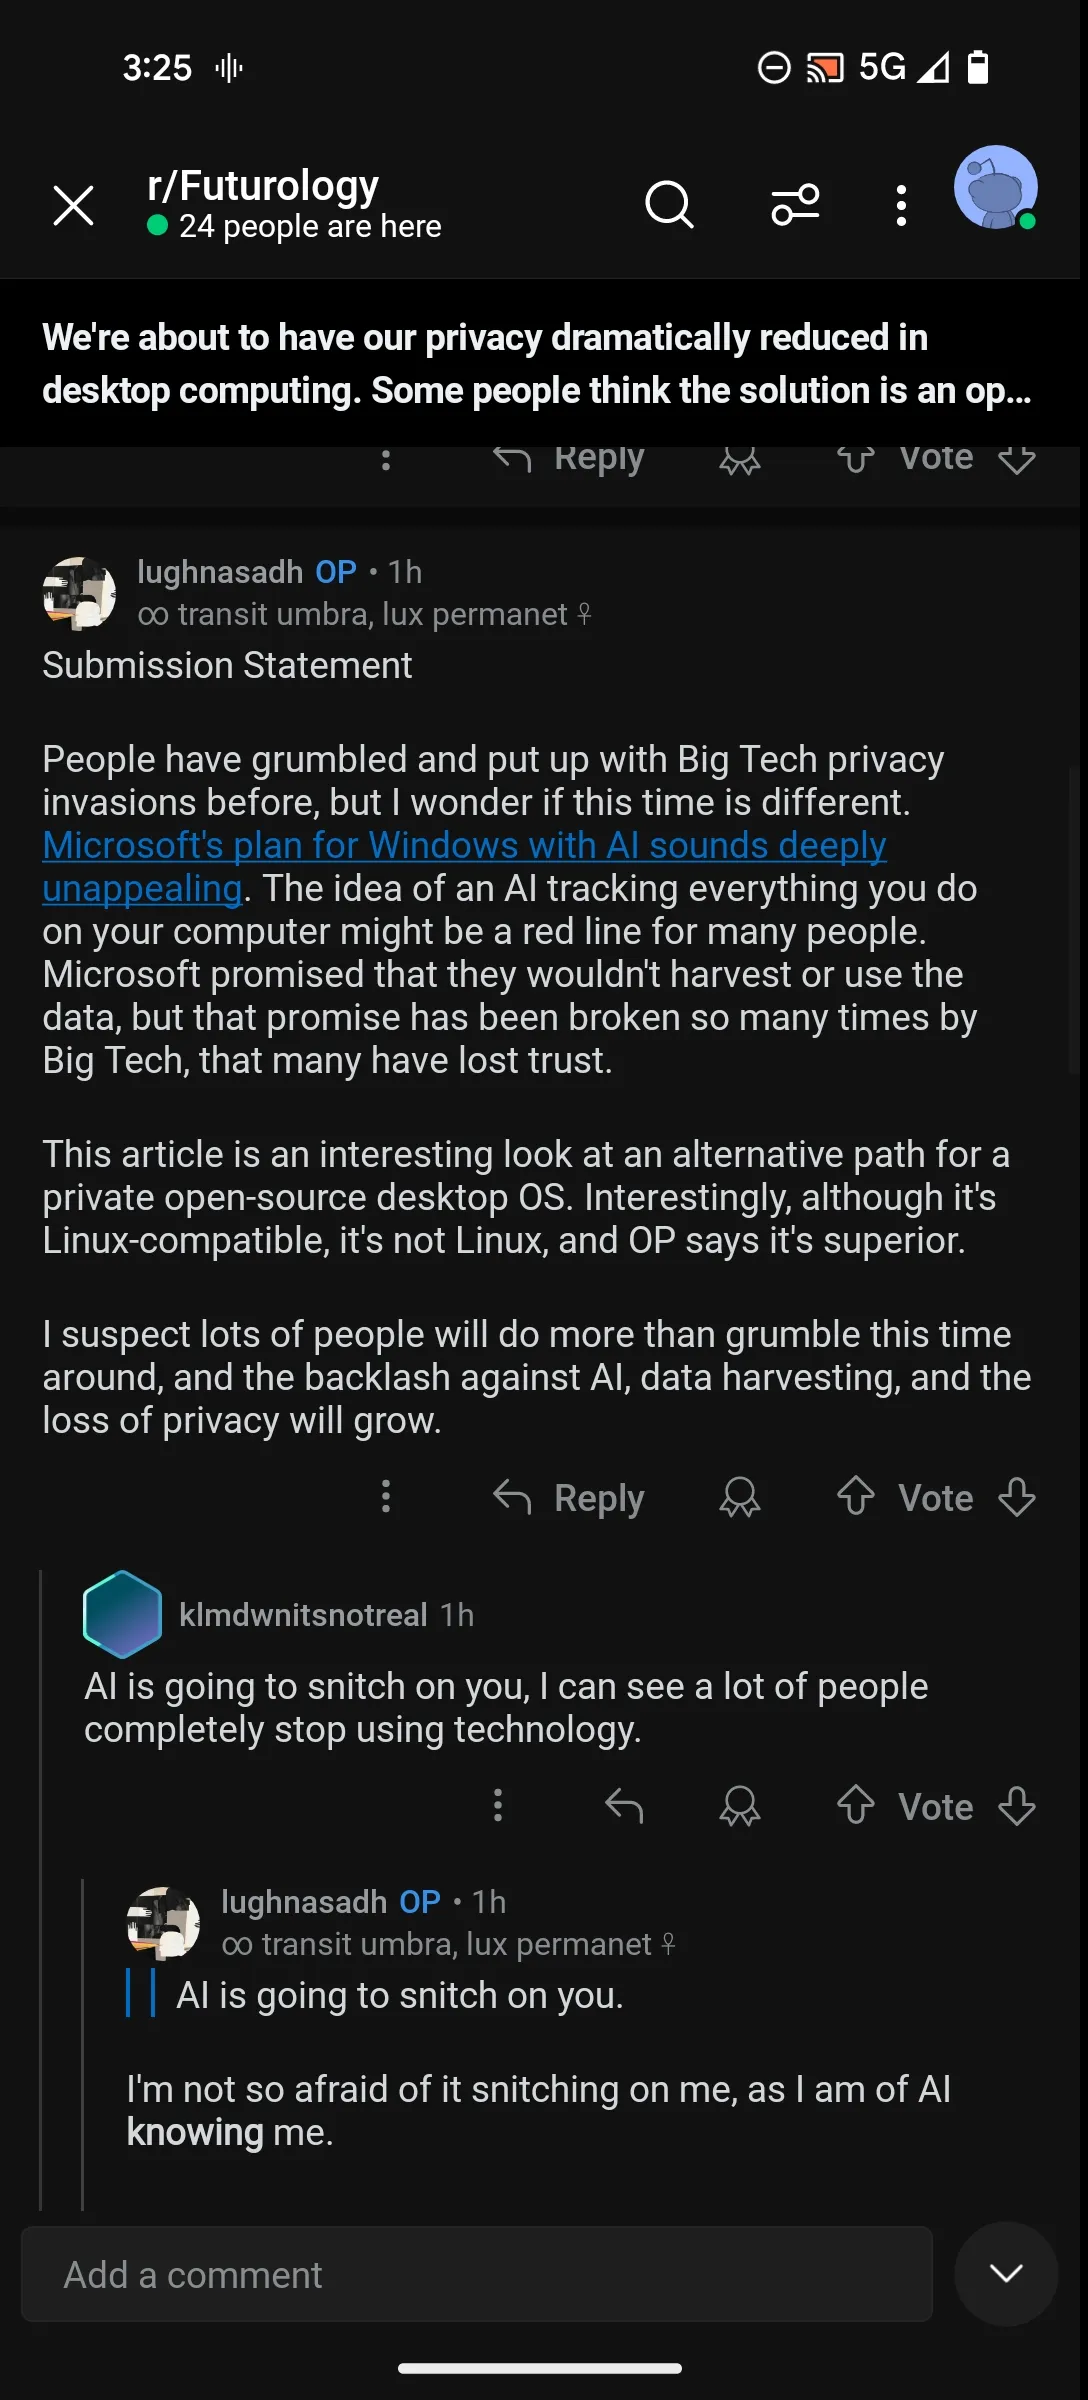 3:25
5G
r/Futurology
24 people are here
We're about to have our privacy dramatically reduced in
desktop computing. Some people think the solution is an op...
Reply Vote
lughnasadh OP • 1h
∞ transit umbra, lux permanet ♀
Submission Statement
People have grumbled and put up with Big Tech privacy
invasions before, but I wonder if this time is different.
Microsoft's plan for Windows with AI sounds deeply
unappealing. The idea of an AI tracking everything you do
on your computer might be a red line for many people.
Microsoft promised that they wouldn't harvest or use the
data, but that promise has been broken so many times by
Big Tech, that many have lost trust.
This article is an interesting look at an alternative path for a
private open-source desktop OS. Interestingly, although it's
Linux-compatible, it's not Linux, and OP says it's superior.
I suspect lots of people will do more than grumble this time
around, and the backlash against AI, data harvesting, and the
loss of privacy will grow.
Reply Vote
klmdwnitsnotreal 1h
AI is going to snitch on you, I can see a lot of people
completely stop using technology.
Vote
lughnasadh OP • 1h
∞ transit umbra, lux permanet ♀
AI is going to snitch on you.
I'm not so afraid of it snitching on me, as I am of AI
knowing me.
Add a comment